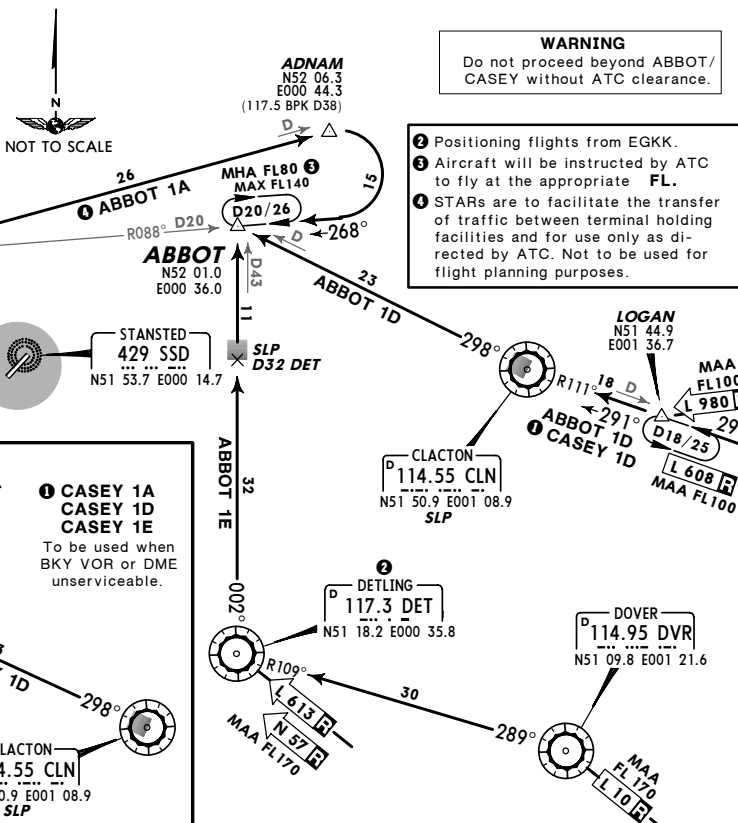 ADNAM
N52 06.3
E000 44.3
(117.5 BPK D38)
WARNING
Do not proceed beyond ABBOT/
CASEY without ATC clearance.
N
NOT TO SCALE
D
2 Positioning flights from EGKK.
3 Aircraft will be instructed by ATC
to fly at the appropriate FL.
4 STARs are to facilitate the transfer
of traffic between terminal holding
facilities and for use only as di-
rected by ATC. Not to be used for
flight planning purposes.
26
4 ABBOT 1A
MHA FL80 3
MAX FL140
D20/26
15
R088° D20
D
268°
ABBOT
N52 01.0
E000 36.0
D43
11
23
ABBOT 1D
298°
STANSTED
429 SSD
N51 53.7 E000 14.7
SLP
D32 DET
LOGAN
N51 44.9
E001 36.7
R111°
18
D
291°
ABBOT 1D
1 CASEY 1D
MAA
FL100
L 980
29
D18/25
L 608 R
MAA FL100
CLACTON
D 114.55 CLN
N51 50.9 E001 08.9
SLP
ABBOT 1E
32
002°
1 CASEY 1A
CASEY 1D
CASEY 1E
To be used when
BKY VOR or DME
unserviceable.
2
DETLING
D 117.3 DET
N51 18.2 E000 35.8
DOVER
D 114.95 DVR
N51 09.8 E001 21.6
R109°
L 613 R
N 57 R
MAA FL170
30
289°
MAA
FL 170
L 10 R
1D
298°
LACTON
4.55 CLN
0.9 E001 08.9
SLP